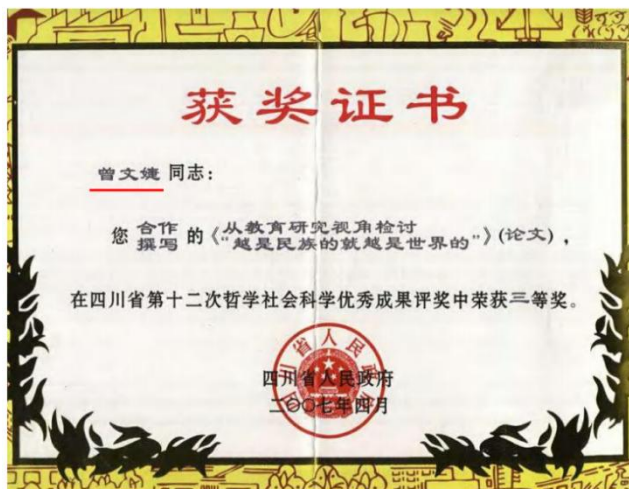 获奖证书
曾文婕 同志：
您 合作撰写 的《从教育研究视角检讨“越是民族的就越是世界的”》(论文)，
在四川省第十二次哲学社会科学优秀成果评奖中荣获三等奖。
四川省人民政府
二〇〇七年四月